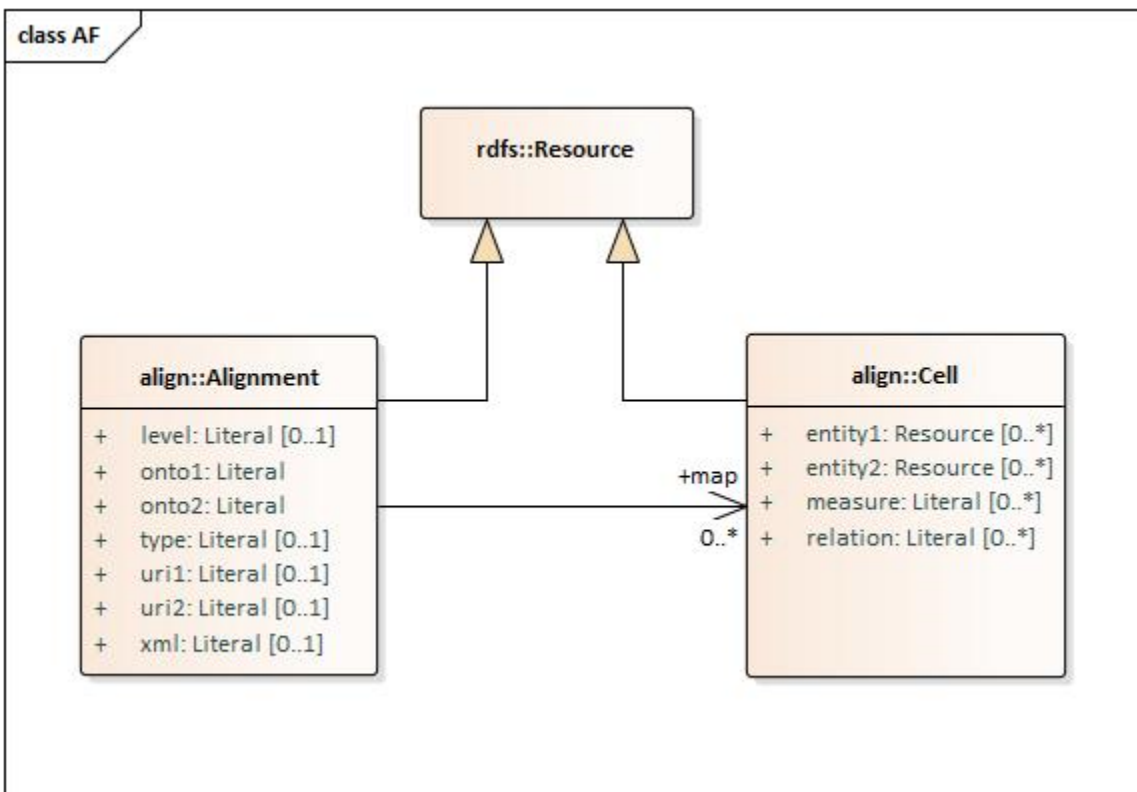 class AF
rdfs::Resource
align::Alignment
+ level: Literal [0..1]
+ onto1: Literal
+ onto2: Literal
+ type: Literal [0..1]
+ uri1: Literal [0..1]
+ uri2: Literal [0..1]
+ xml: Literal [0..1]
+map
0..*
align::Cell
+ entity1: Resource [0..*]
+ entity2: Resource [0..*]
+ measure: Literal [0..*]
+ relation: Literal [0..*]